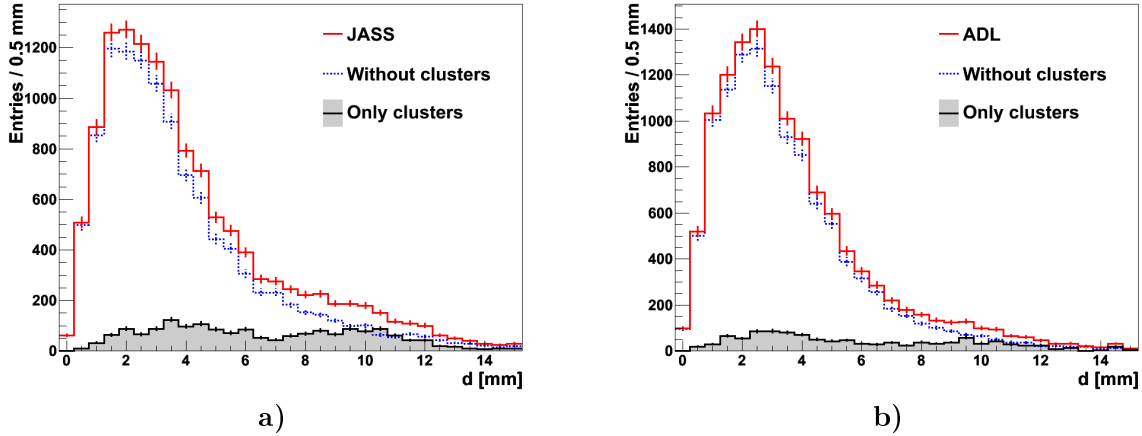 Entries / 0.5 mm
1200
1000
800
600
400
200
0
JASS
Without clusters
Only clusters
0 2 4 6 8 10 12 14
d [mm]
a)
Entries / 0.5 mm
1400
1200
1000
800
600
400
200
0
ADL
Without clusters
Only clusters
0 2 4 6 8 10 12 14
d [mm]
b)